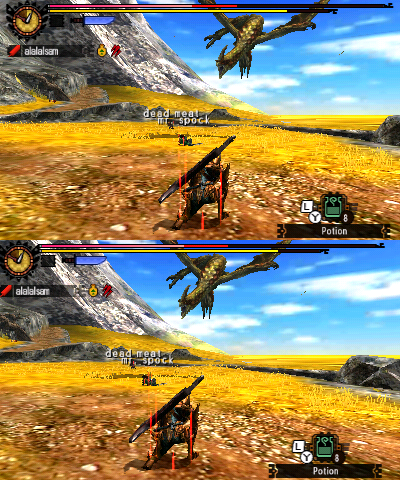 alalalsam
dead meat
mr. spock
L
Y
8
Potion
alalalsam
dead meat
mr. spock
L
Y
8
Potion